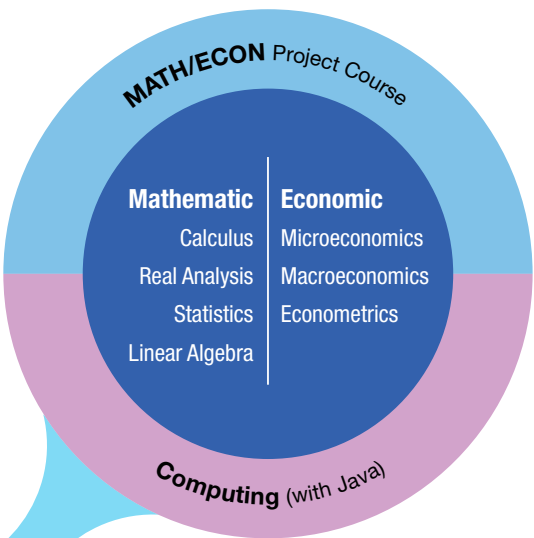 MATH/ECON Project Course
Mathematic
Calculus
Real Analysis
Statistics
Linear Algebra
Economic
Microeconomics
Macroeconomics
Econometrics
Computing (with Java)